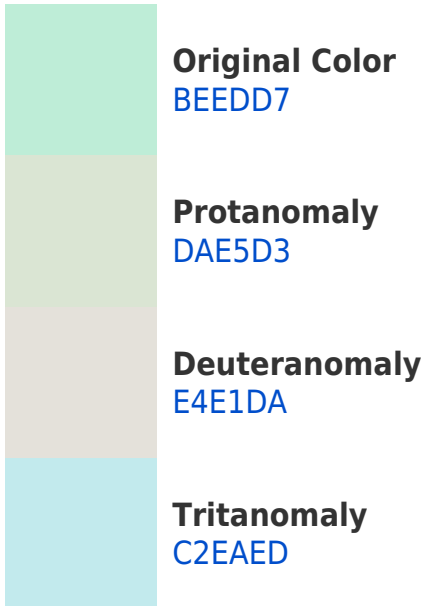 Original Color
BEEDD7
Protanomaly
DAE5D3
Deuteranomaly
E4E1DA
Tritanomaly
C2EAED